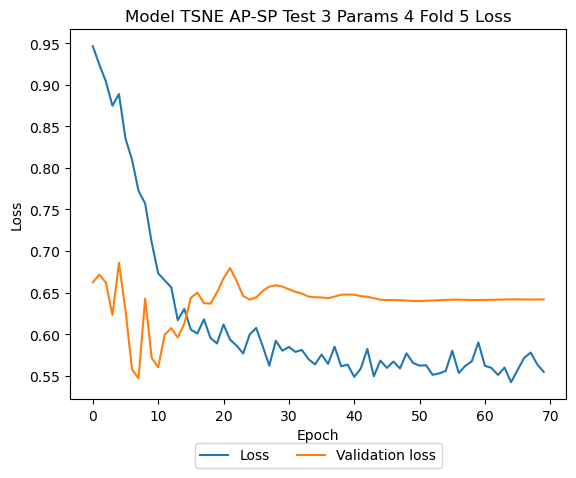 Model TSNE AP-SP Test 3 Params 4 Fold 5 Loss
0.95
0.90
0.85
0.80
0.75
0.70
0.65
0.60
0.55
Loss
0 10 20 30 40 50 60 70
Epoch
Loss Validation loss